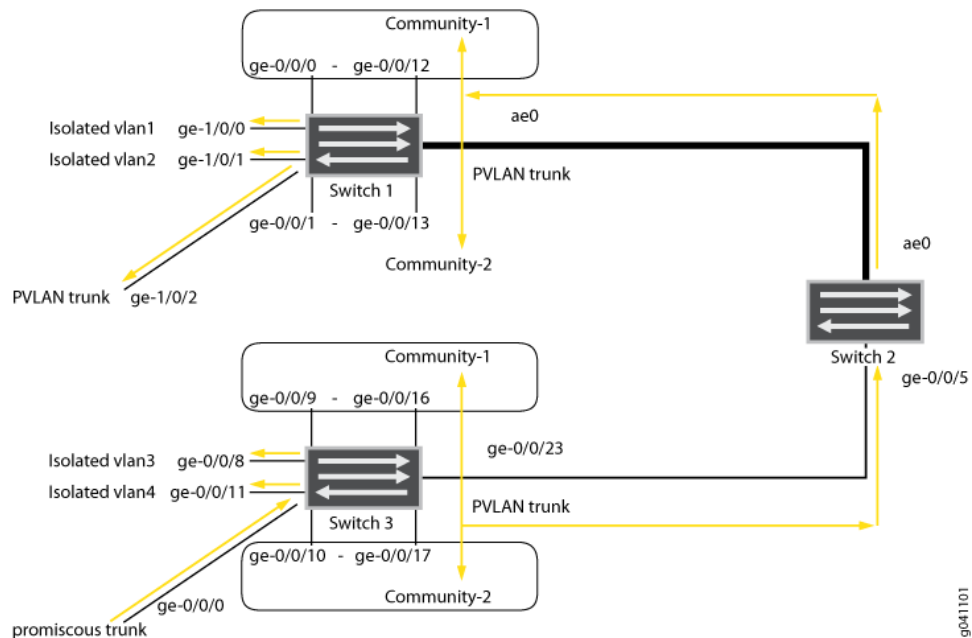 Community-1
ge-0/0/0 - ge-0/0/12
ae0
Isolated vlan1 ge-1/0/0
Isolated vlan2 ge-1/0/1
PVLAN trunk
Switch 1
ge-0/0/1 - ge-0/0/13
ae0
Community-2
PVLAN trunk ge-1/0/2
Switch 2
Community-1
ge-0/0/5
ge-0/0/9 - ge-0/0/16
ge-0/0/23
Isolated vlan3 ge-0/0/8
Isolated vlan4 ge-0/0/11
PVLAN trunk
Switch 3
ge-0/0/10 - ge-0/0/17
Community-2
ge-0/0/0
promiscous trunk
g041101